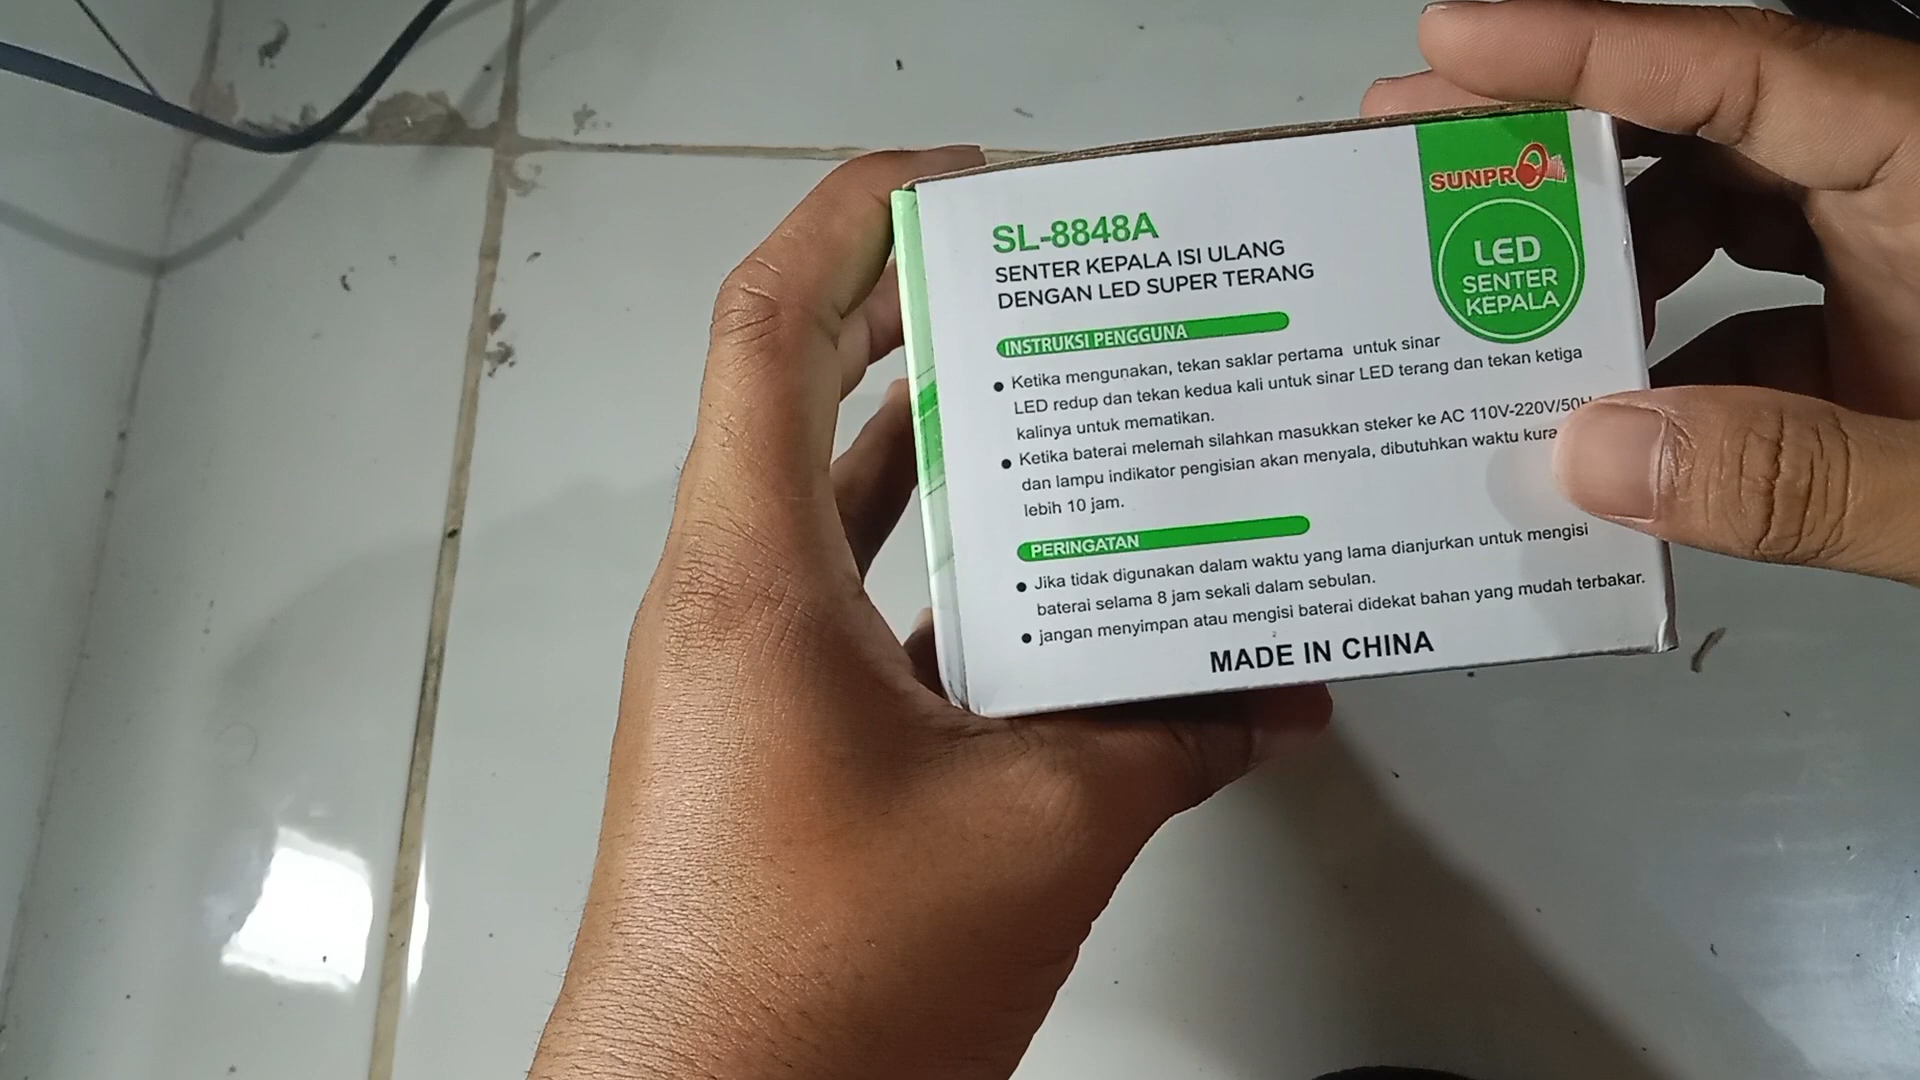 SUNPRO
LED
SENTER
KEPALA
SL-8848A
SENTER KEPALA ISI ULANG
DENGAN LED SUPER TERANG
INSTRUKSI PENGGUNA
● Ketika mengunakan, tekan saklar pertama untuk sinar
LED redup dan tekan kedua kali untuk sinar LED terang dan tekan ketiga
kalinya untuk mematikan.
● Ketika baterai melemah silahkan masukkan steker ke AC 110V-220V/50H
dan lampu indikator pengisian akan menyala, dibutuhkan waktu kura
lebih 10 jam.
PERINGATAN
● Jika tidak digunakan dalam waktu yang lama dianjurkan untuk mengisi
baterai selama 8 jam sekali dalam sebulan.
● jangan menyimpan atau mengisi baterai didekat bahan yang mudah terbakar.
MADE IN CHINA